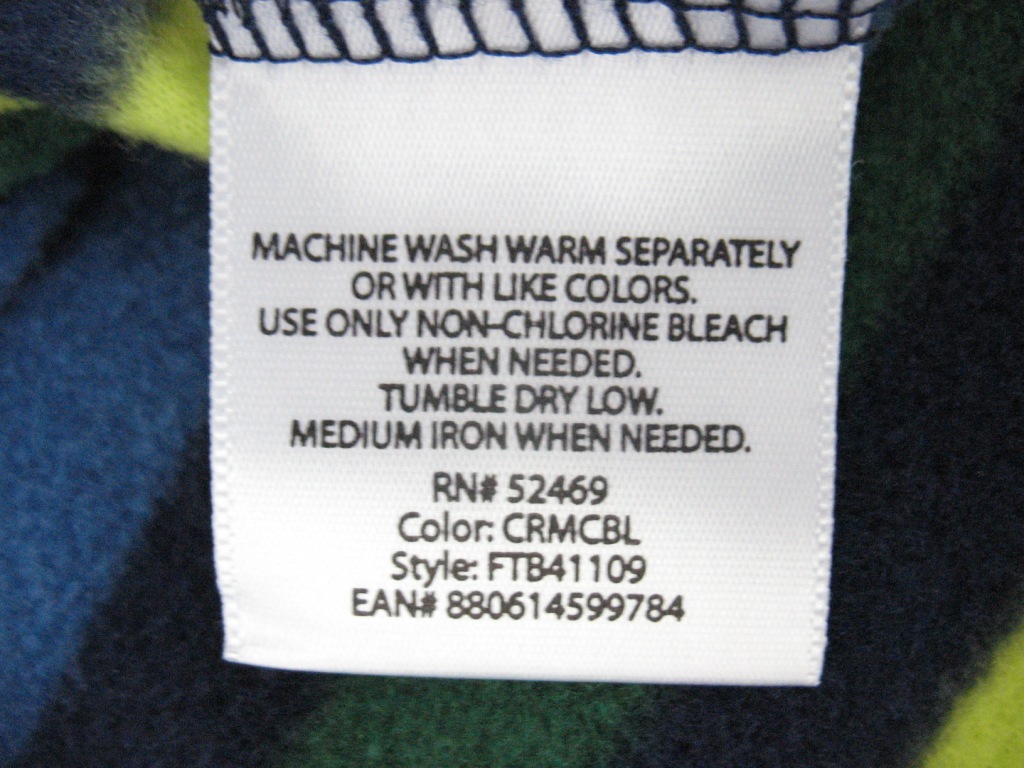 MACHINE WASH WARM SEPARATELY
OR WITH LIKE COLORS.
USE ONLY NON-CHLORINE BLEACH
WHEN NEEDED.
TUMBLE DRY LOW.
MEDIUM IRON WHEN NEEDED.
RN# 52469
Color: CRMCBL
Style: FTB41109
EAN# 880614599784